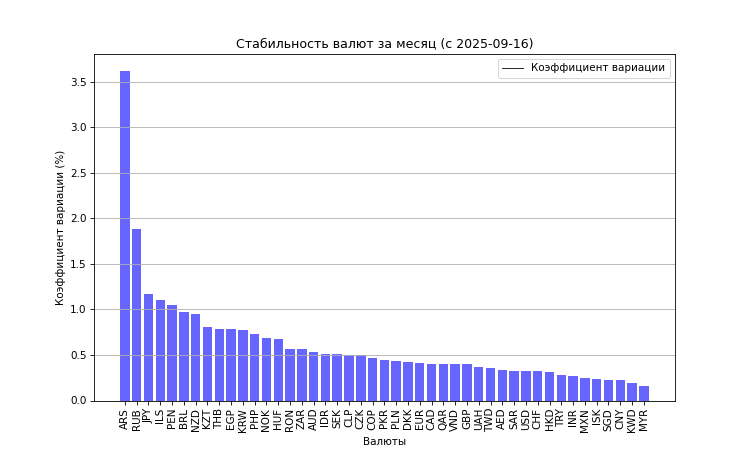 Стабильность валют за месяц (с 2025-09-16)
Коэффициент вариации
Коэффициент вариации (%)
3.5
3.0
2.5
2.0
1.5
1.0
0.5
0.0
ARS
RUB
JPY
ILS
PEN
BRL
NZD
KZT
THB
EGP
KRW
PHP
NOK
HUF
RON
ZAR
AUD
IDR
SEK
CLP
CZK
COP
PKR
PLN
DKK
EUR
CAD
QAR
VND
GBP
UAH
TWD
AED
SAR
USD
CHF
HKD
TRY
INR
MXN
ISK
SGD
CNY
KWD
MYR
Валюты